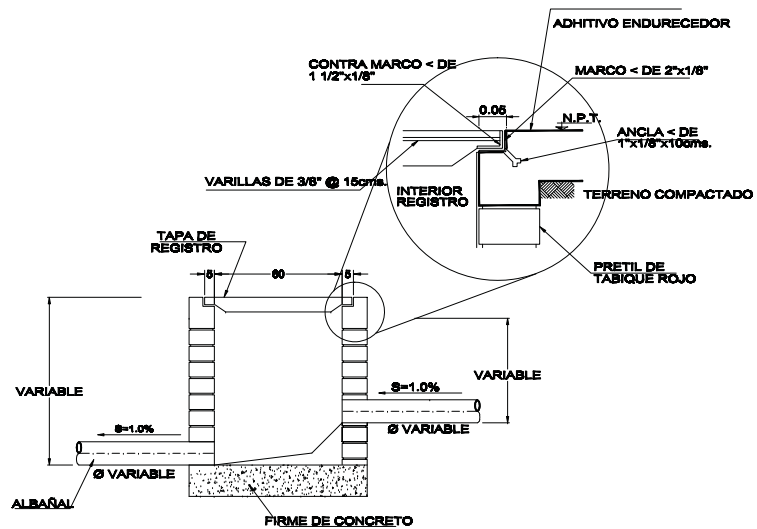 ADHITIVO ENDURECEDOR
CONTRA MARCO < DE
1 1/2"x1/8"
MARCO < DE 2"x1/8"
0.05
N.P.T.
ANCLA < DE
1"x1/8"x10cms.
VARILLAS DE 3/8" @ 15cms.
INTERIOR
REGISTRO
TERRENO COMPACTADO
TAPA DE
REGISTRO
PRETIL DE
TABIQUE ROJO
5
60
5
VARIABLE
VARIABLE
S=1.0%
S=1.0%
Ø VARIABLE
Ø VARIABLE
ALBAÑAL
FIRME DE CONCRETO